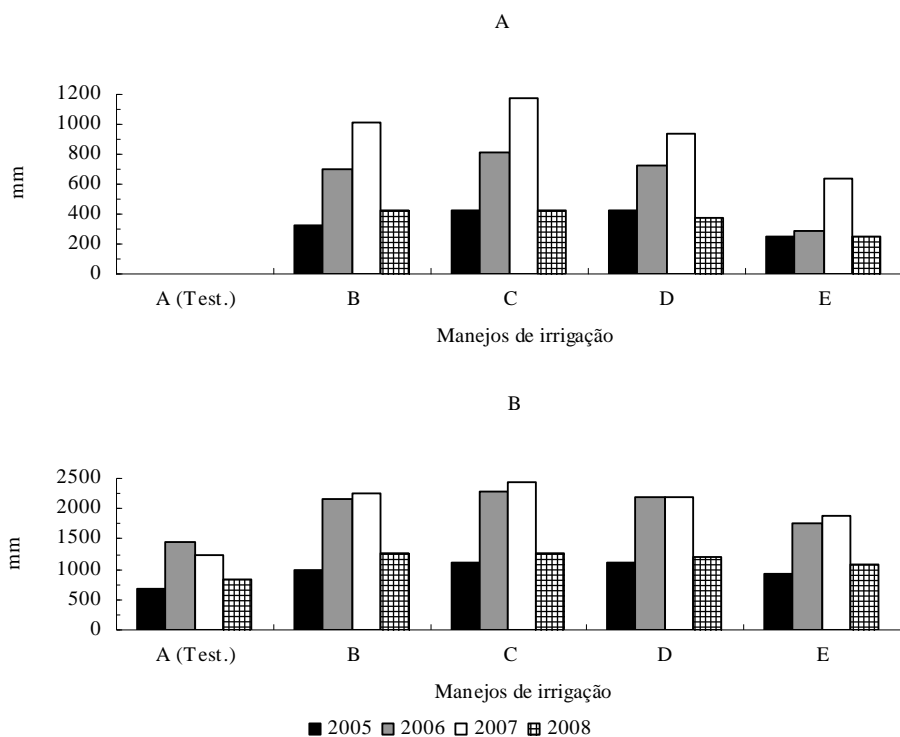 A
1200
1000
800
600
400
200
0
mm
A (Test.) B C D E
Manejos de irrigação
B
2500
2000
1500
1000
500
0
mm
A (Test.) B C D E
Manejos de irrigação
2005 2006 2007 2008